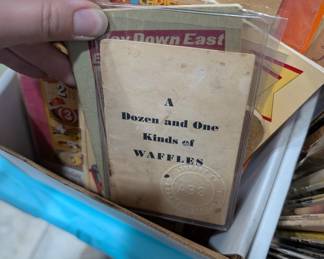 Down East
A
Dozen and One
Kinds of
WAFFLES